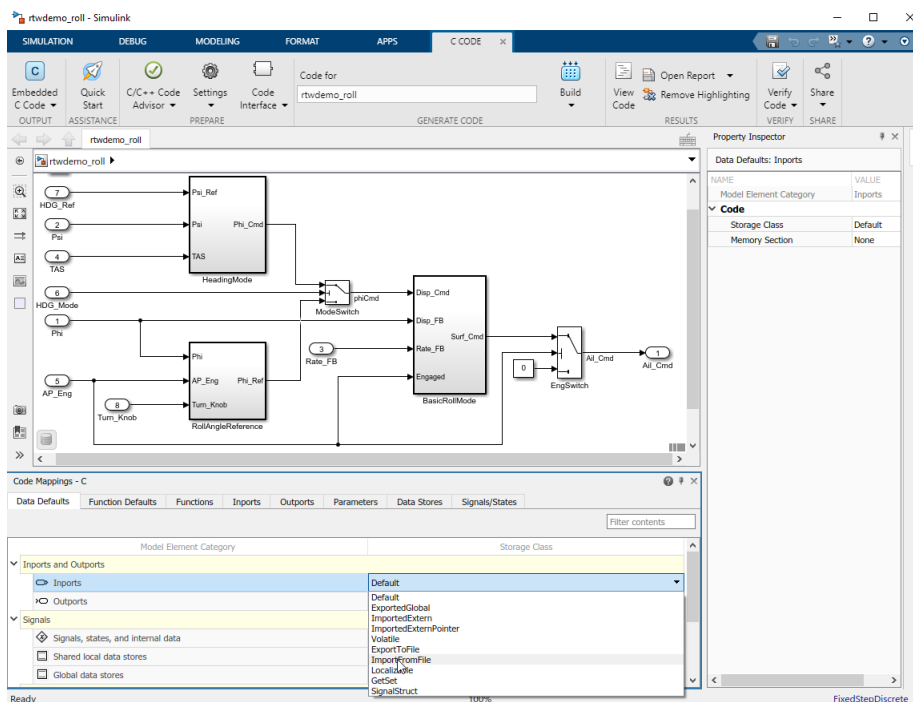 rtwdemo_roll - Simulink
SIMULATION DEBUG MODELING FORMAT APPS C CODE
Embedded C Code
Quick Start
C/C++ Code Advisor
Settings
Code Interface
Code for
rtwdemo_roll
Build
View Code
Open Report
Remove Highlighting
Verify Code
Share
OUTPUT ASSISTANCE PREPARE GENERATE CODE RESULTS VERIFY SHARE
rtwdemo_roll
rtwdemo_roll
7
HDG_Ref
2
Psi
4
TAS
Psi_Ref
Psi
TAS
Phi_Cmd
HeadingMode
6
HDG_Mode
1
Phi
ModeSwitch
phiCmd
Phi
AP_Eng
Turn_Knob
Phi_Ref
RollAngleReference
5
AP_Eng
8
Turn_Knob
3
Rate_FB
Disp_Cmd
Disp_FB
Rate_FB
Engaged
Surf_Cmd
BasicRollMode
0
EngSwitch
Ail_Cmd
1
Ail_Cmd
Property Inspector
Data Defaults: Inports
NAME VALUE
Model Element Category Inports
Code
Storage Class Default
Memory Section None
Code Mappings - C
Data Defaults Function Defaults Functions Inports Outports Parameters Data Stores Signals/States
Filter contents
Model Element Category Storage Class
Inports and Outports
Inports Default
Outports
Signals
Signals, states, and internal data
Shared local data stores
Global data stores
Default
ExportedGlobal
ImportedExtern
ImportedExternPointer
Volatile
ExportToFile
ImportFromFile
GetSet
SignalStruct
Ready 100% FixedStepDiscrete